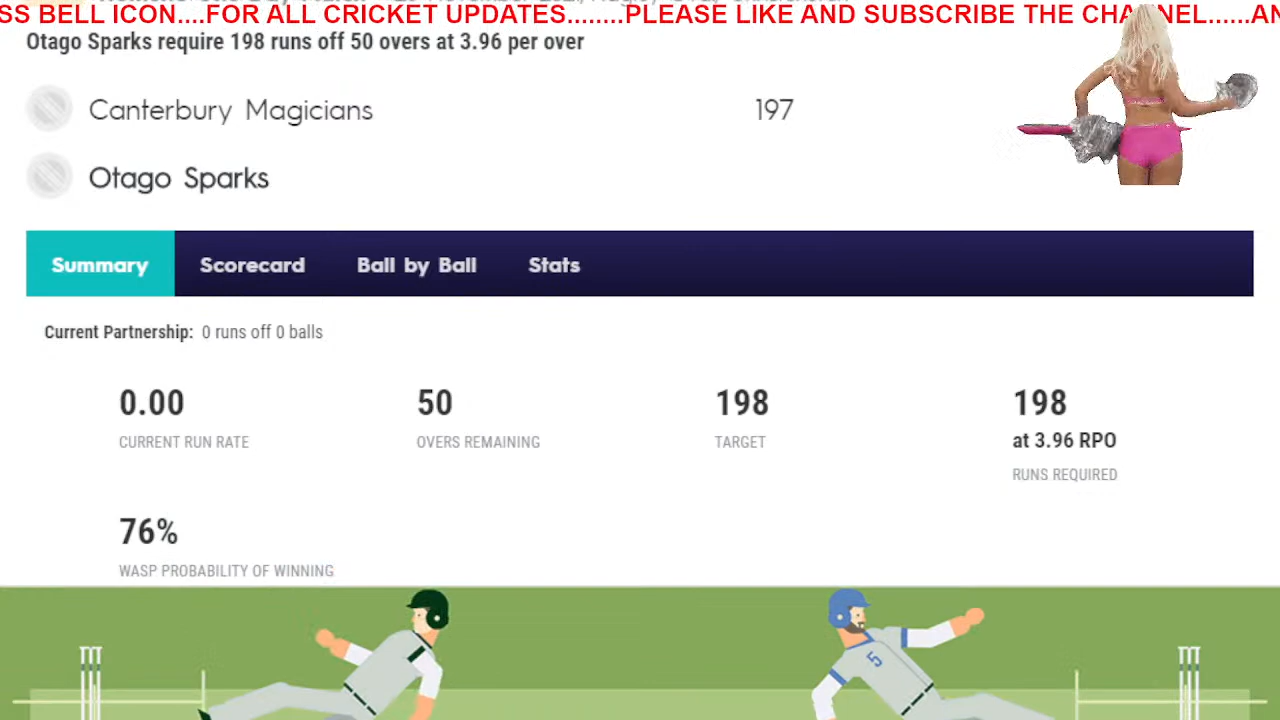 SS BELL ICON....FOR ALL CRICKET UPDATES........PLEASE LIKE AND SUBSCRIBE THE CHANNEL......AN
Otago Sparks require 198 runs off 50 overs at 3.96 per over
Canterbury Magicians 197
Otago Sparks
Summary Scorecard Ball by Ball Stats
Current Partnership: 0 runs off 0 balls
0.00 50 198 198
at 3.96 RPO
CURRENT RUN RATE OVERS REMAINING TARGET
RUNS REQUIRED
76%
WASP PROBABILITY OF WINNING
5